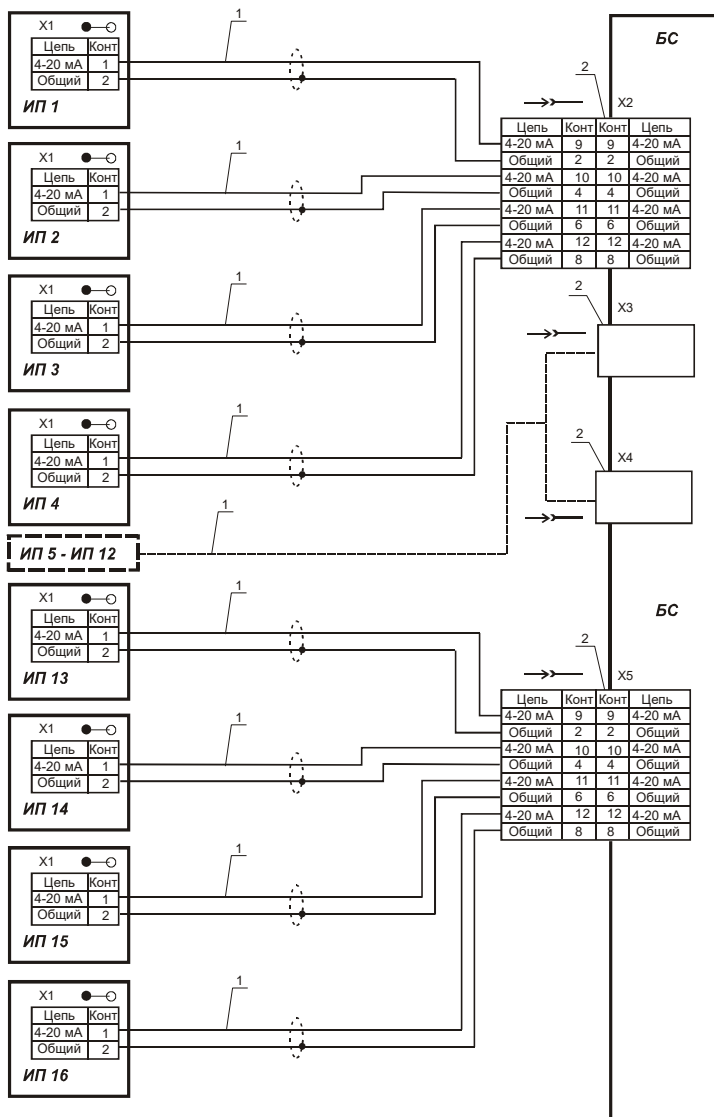 X1
Цепь Конт
4-20 мА 1
Общий 2
ИП 1
1
БС
2
X2
Цепь Конт Конт Цепь
4-20 мА 9 9 4-20 мА
Общий 2 2 Общий
4-20 мА 10 10 4-20 мА
Общий 4 4 Общий
4-20 мА 11 11 4-20 мА
Общий 6 6 Общий
4-20 мА 12 12 4-20 мА
Общий 8 8 Общий
X1
Цепь Конт
4-20 мА 1
Общий 2
ИП 2
1
X1
Цепь Конт
4-20 мА 1
Общий 2
ИП 3
1
2
X3
X1
Цепь Конт
4-20 мА 1
Общий 2
ИП 4
1
2
X4
ИП 5 - ИП 12
1
X1
Цепь Конт
4-20 мА 1
Общий 2
ИП 13
1
БС
2
X5
Цепь Конт Конт Цепь
4-20 мА 9 9 4-20 мА
Общий 2 2 Общий
4-20 мА 10 10 4-20 мА
Общий 4 4 Общий
4-20 мА 11 11 4-20 мА
Общий 6 6 Общий
4-20 мА 12 12 4-20 мА
Общий 8 8 Общий
X1
Цепь Конт
4-20 мА 1
Общий 2
ИП 14
1
X1
Цепь Конт
4-20 мА 1
Общий 2
ИП 15
1
X1
Цепь Конт
4-20 мА 1
Общий 2
ИП 16
1